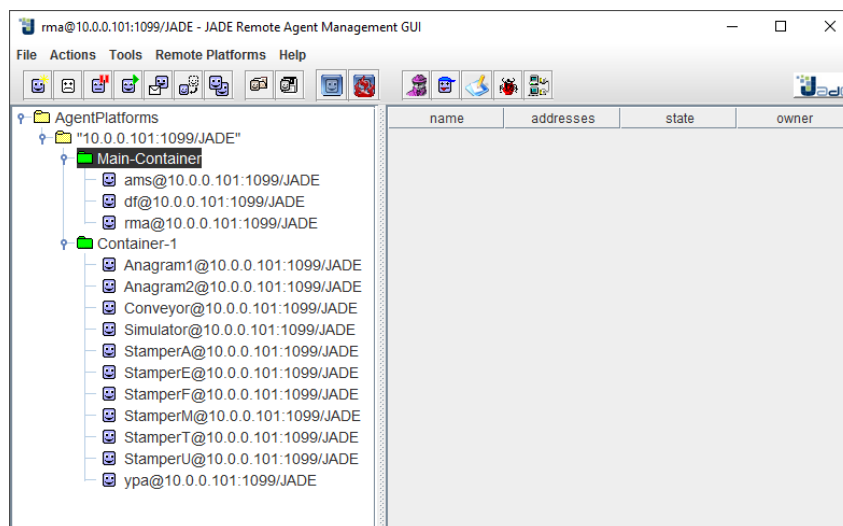 rma@10.0.0.101:1099/JADE - JADE Remote Agent Management GUI
File Actions Tools Remote Platforms Help
AgentPlatforms
"10.0.0.101:1099/JADE"
Main-Container
ams@10.0.0.101:1099/JADE
df@10.0.0.101:1099/JADE
rma@10.0.0.101:1099/JADE
Container-1
Anagram1@10.0.0.101:1099/JADE
Anagram2@10.0.0.101:1099/JADE
Conveyor@10.0.0.101:1099/JADE
Simulator@10.0.0.101:1099/JADE
StamperA@10.0.0.101:1099/JADE
StamperE@10.0.0.101:1099/JADE
StamperF@10.0.0.101:1099/JADE
StamperM@10.0.0.101:1099/JADE
StamperT@10.0.0.101:1099/JADE
StamperU@10.0.0.101:1099/JADE
ypa@10.0.0.101:1099/JADE
name addresses state owner